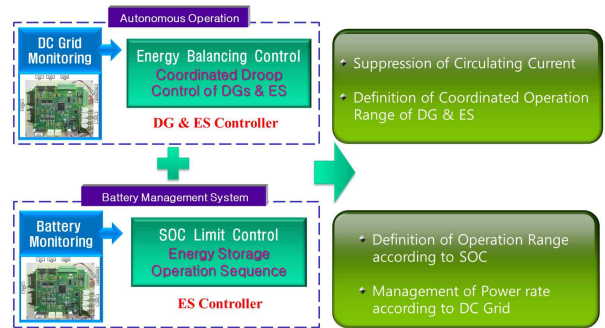 Autonomous Operation
DC Grid
Monitoring
Energy Balancing Control
Coordinated Droop
Control of DGs & ES
DG & ES Controller
Suppression of Circulating Current
Definition of Coordinated Operation
Range of DG & ES
Battery Management System
Battery
Monitoring
SOC Limit Control
Energy Storage
Operation Sequence
ES Controller
Definition of Operation Range
according to SOC
Management of Power rate
according to DC Grid